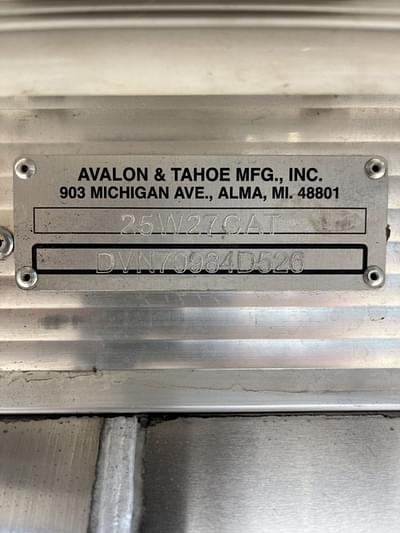 AVALON & TAHOE MFG., INC.
903 MICHIGAN AVE., ALMA, MI. 48801
25W27CAT
DVN70984D526